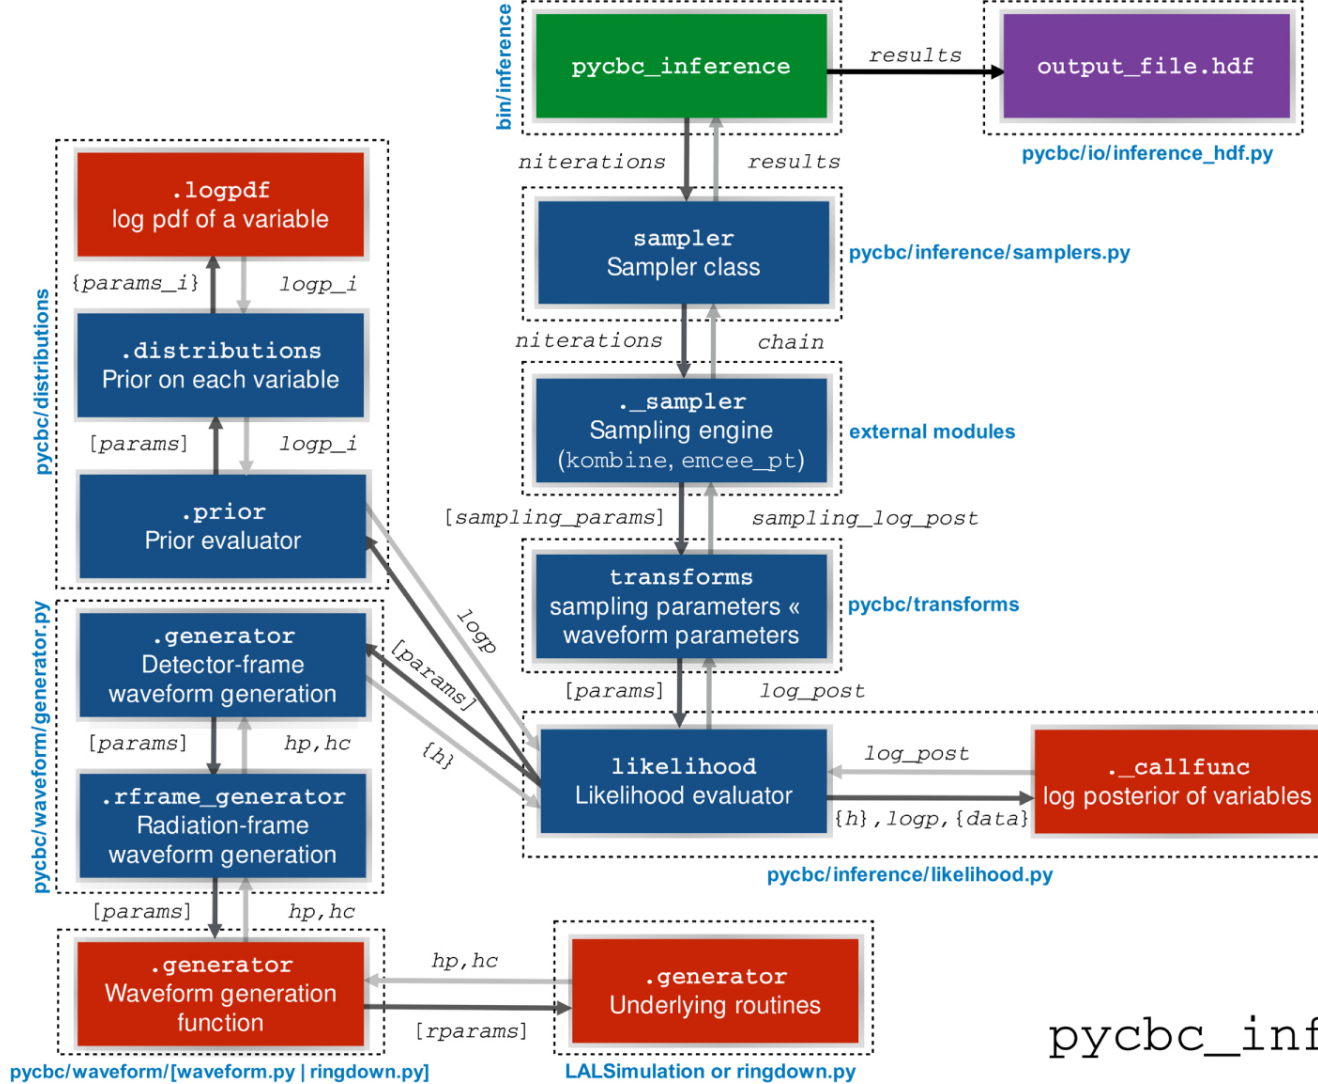 bin/inference
pycbc_inference
results
output_file.hdf
pycbc/io/inference_hdf.py
niterations
results
sampler
Sampler class
pycbc/inference/samplers.py
niterations
chain
._sampler
Sampling engine
(kombine, emcee_pt)
external modules
[sampling_params]
sampling_log_post
transforms
sampling parameters «
waveform parameters
pycbc/transforms
[params]
log_post
likelihood
Likelihood evaluator
log_post
{h},logp,{data}
._callfunc
log posterior of variables
pycbc/inference/likelihood.py
pycbc/distributions
.logpdf
log pdf of a variable
{params_i}
logp_i
.distributions
Prior on each variable
[params]
logp_i
.prior
Prior evaluator
logp
[params]
{h}
pycbc/waveform/generator.py
.generator
Detector-frame
waveform generation
[params]
hp,hc
.rframe_generator
Radiation-frame
waveform generation
[params]
hp,hc
.generator
Waveform generation
function
pycbc/waveform/[waveform.py | ringdown.py]
hp,hc
[rparams]
.generator
Underlying routines
LALSimulation or ringdown.py
pycbc_inf